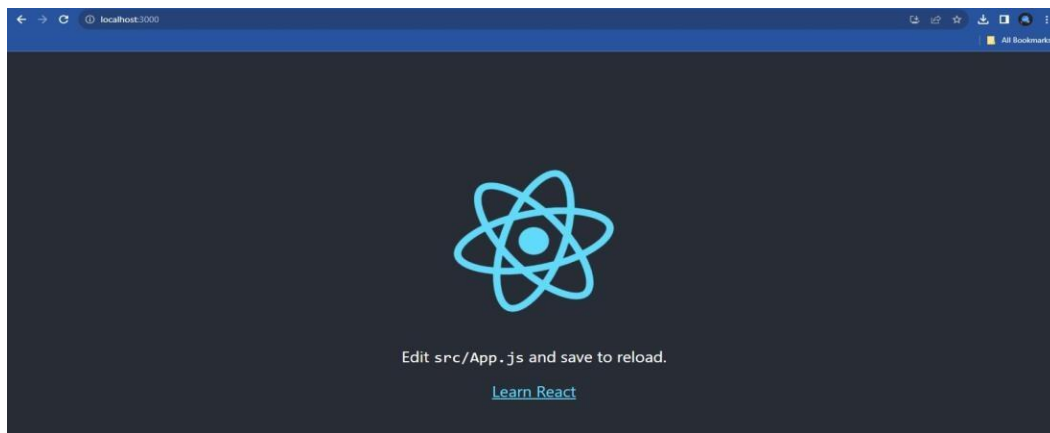 localhost:3000
All Bookmarks
Edit src/App.js and save to reload.
Learn React